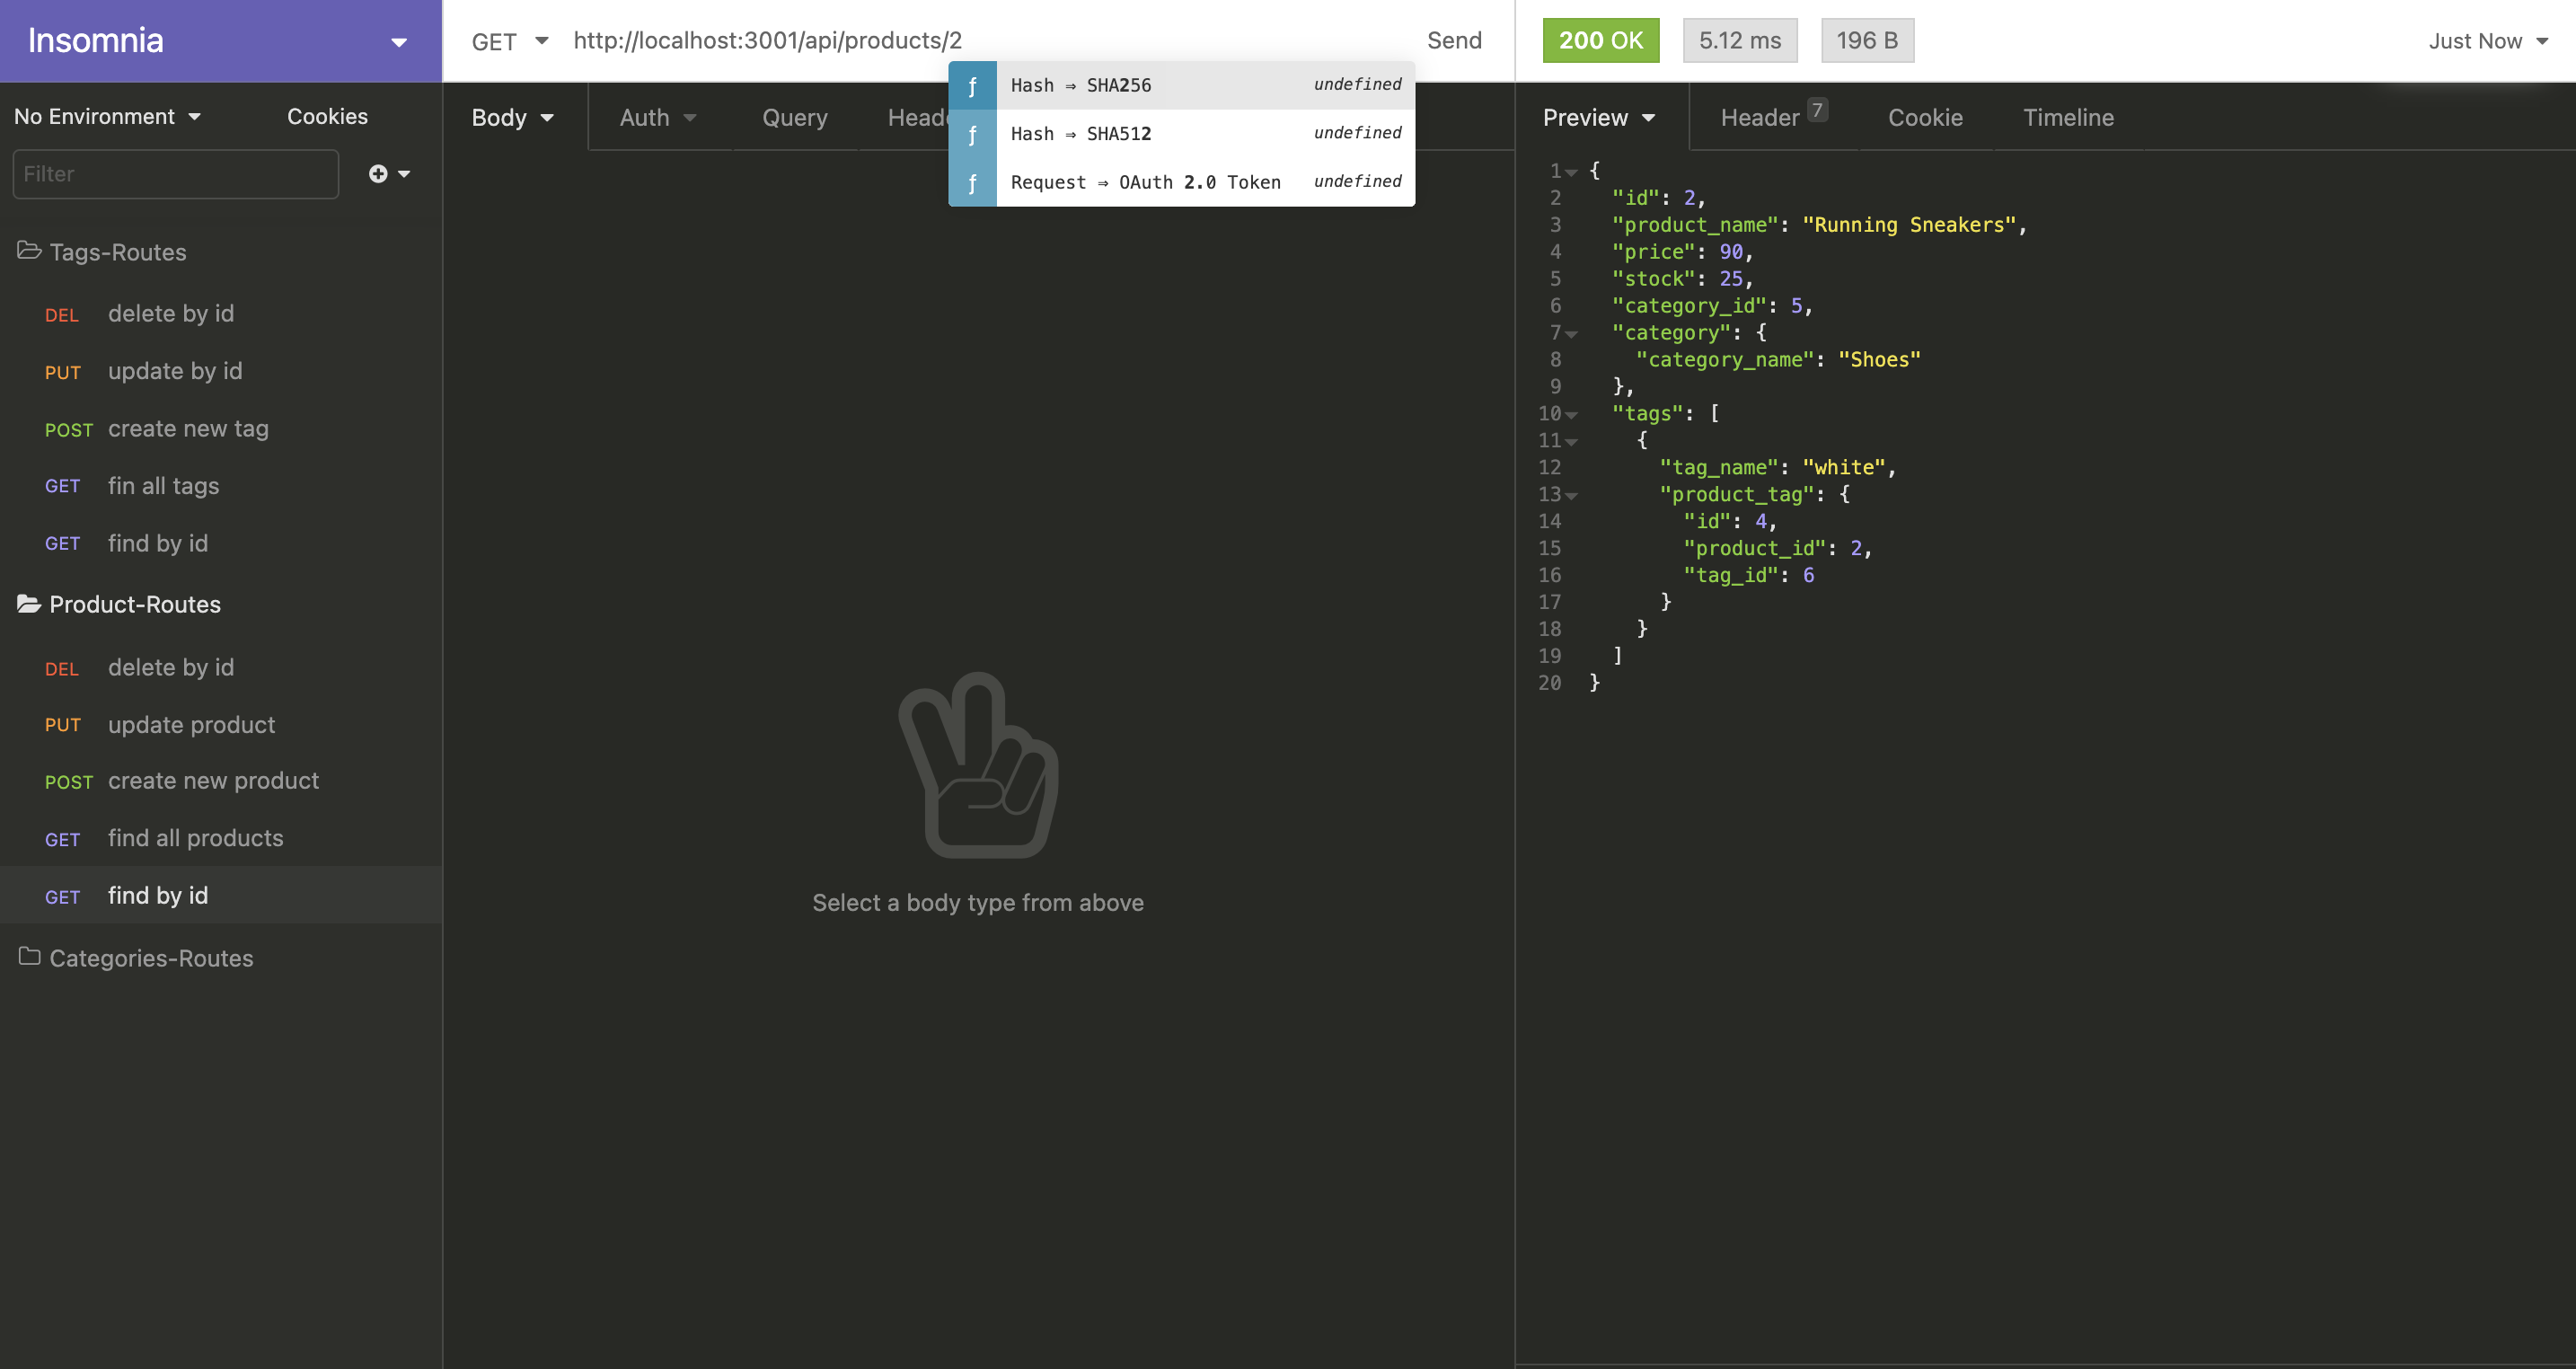 Insomnia
No Environment
Cookies
Filter
Tags-Routes
DEL delete by id
PUT update by id
POST create new tag
GET fin all tags
GET find by id
Product-Routes
DEL delete by id
PUT update product
POST create new product
GET find all products
GET find by id
Categories-Routes
GET http://localhost:3001/api/products/2 Send
Body Auth Query Heade
ƒ Hash ⇒ SHA256 undefined
ƒ Hash ⇒ SHA512 undefined
ƒ Request ⇒ OAuth 2.0 Token undefined
Select a body type from above
200 OK 5.12 ms 196 B Just Now
Preview Header 7 Cookie Timeline
1 {
2 "id": 2,
3 "product_name": "Running Sneakers",
4 "price": 90,
5 "stock": 25,
6 "category_id": 5,
7 "category": {
8 "category_name": "Shoes"
9 },
10 "tags": [
11 {
12 "tag_name": "white",
13 "product_tag": {
14 "id": 4,
15 "product_id": 2,
16 "tag_id": 6
17 }
18 }
19 ]
20 }